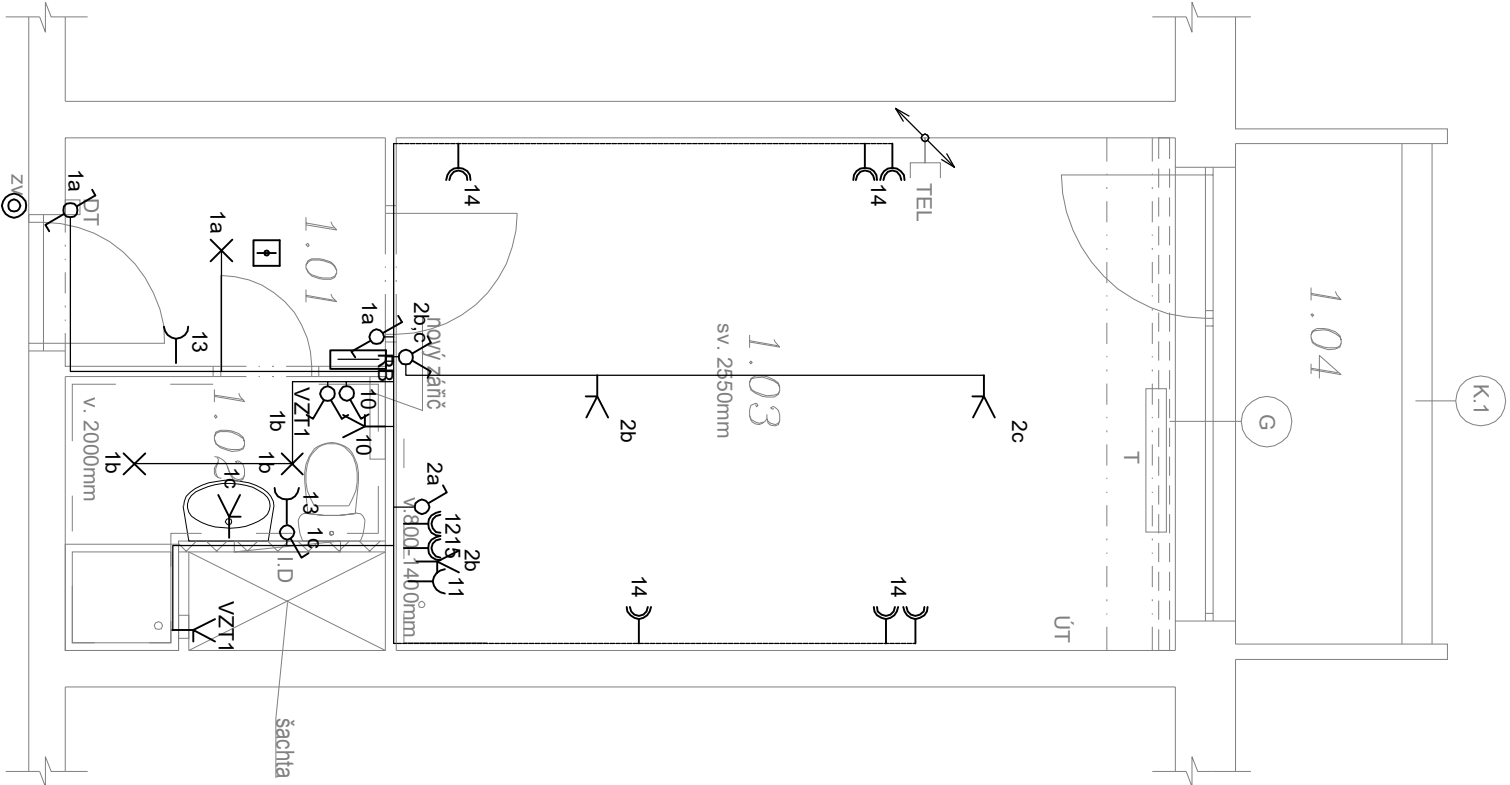 zv
1a
DT
1a
1.01
13
1a
2b,c
nový zářič
14
14
TEL
1.03
sv. 2550mm
1.04
K.1
G
T
2b
2c
VZT1
10
10
1b
1.02
v. 2000mm
1b
1b
1c
13
1c
2a
12
15
2b
11
v.800-1400mm
I.D
VZT1
14
14
ÚT
šachta